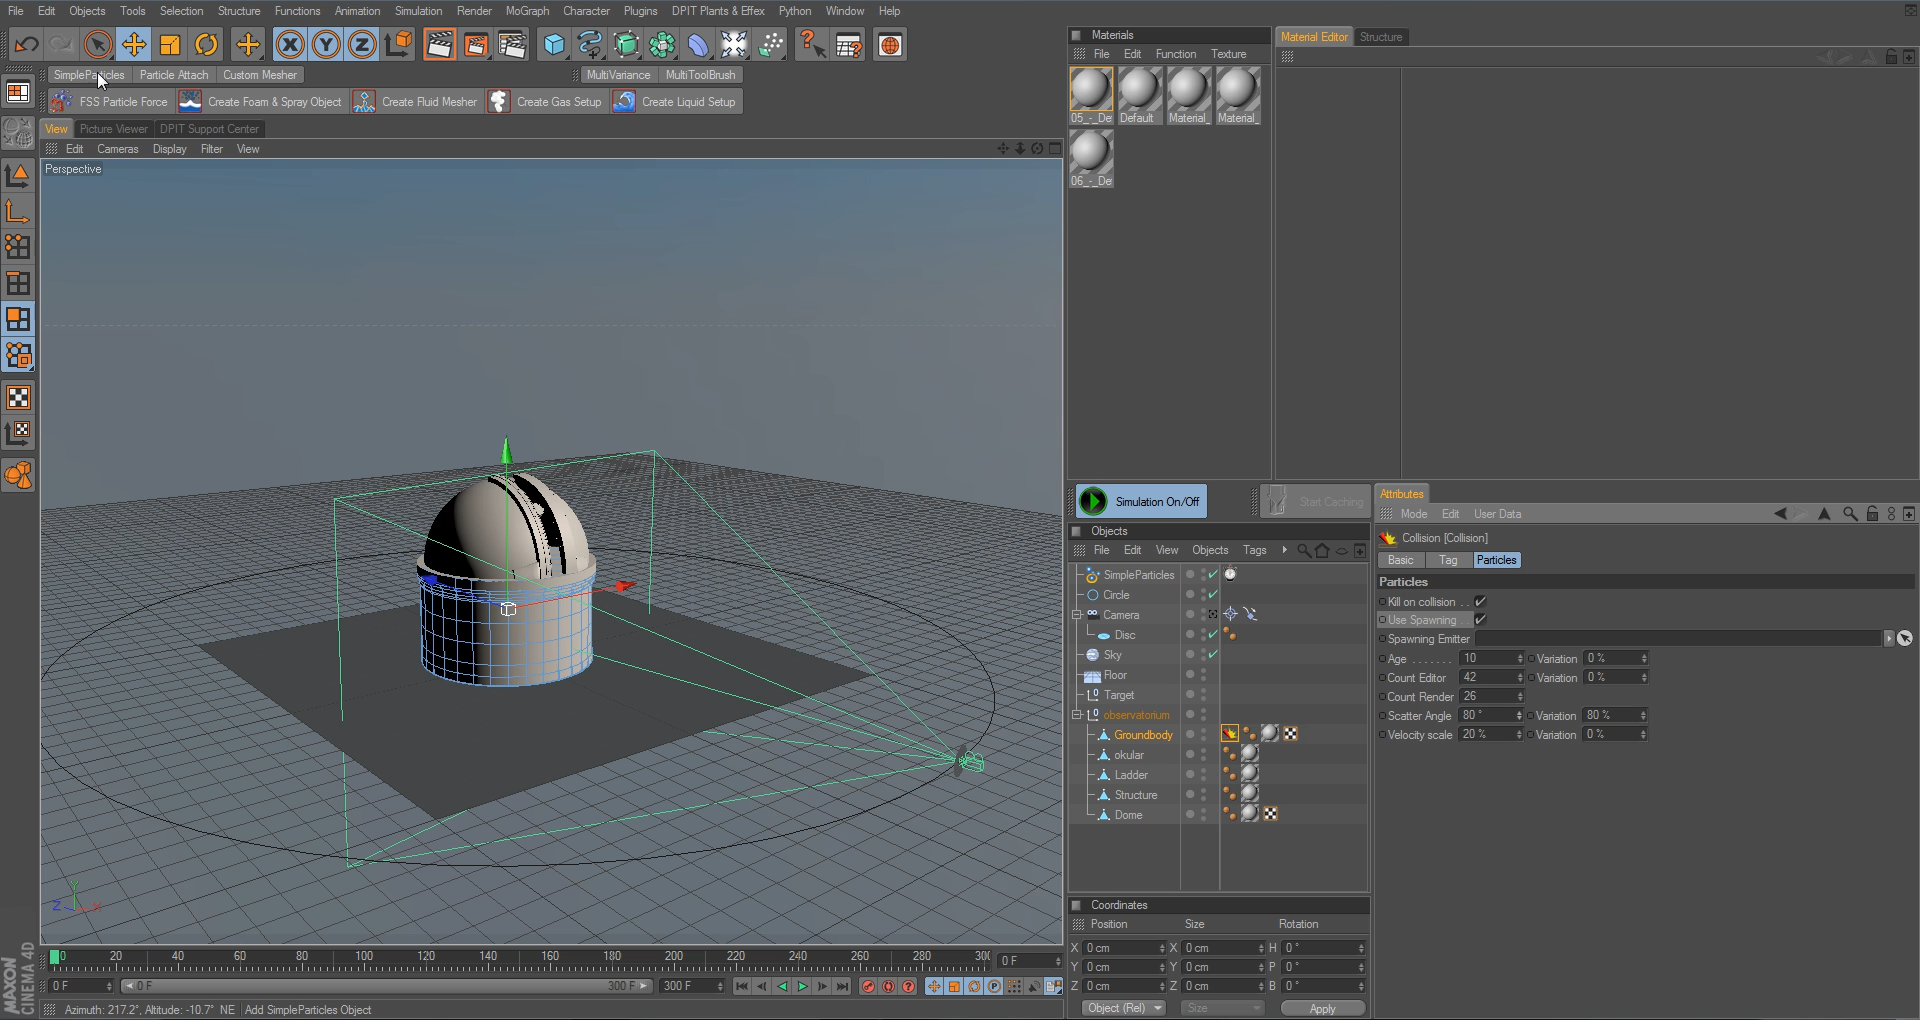 File Edit Objects Tools Selection Structure Functions Animation Simulation Render MoGraph Character Plugins DPIT Plants & Effex Python Window Help
SimpleParticles Particle Attach Custom Mesher MultiVariance MultiToolBrush
FSS Particle Force Create Foam & Spray Object Create Fluid Mesher Create Gas Setup Create Liquid Setup
View Picture Viewer DPIT Support Center
Edit Cameras Display Filter View
Perspective
Y
Z X
0 20 40 60 80 100 120 140 160 180 200 220 240 260 280 300 0 F
0 F 0 F 300 F 300 F
Azimuth: 217.2°, Altitude: -10.7° NE Add SimpleParticles Object
MAXON
CINEMA 4D
Materials
File Edit Function Texture
05_-_De Default Material_ Material_
06_-_De
Material Editor Structure
Simulation On/Off Start Caching
Objects
File Edit View Objects Tags
SimpleParticles
Circle
Camera
Disc
Sky
Floor
Target
observatorium
Groundbody
okular
Ladder
Structure
Dome
Coordinates
Position Size Rotation
X 0 cm X 0 cm H 0 °
Y 0 cm Y 0 cm P 0 °
Z 0 cm Z 0 cm B 0 °
Object (Rel) Size Apply
Attributes
Mode Edit User Data
Collision [Collision]
Basic Tag Particles
Particles
Kill on collision . .
Use Spawning . .
Spawning Emitter
Age . . . . . . . 10 Variation 0 %
Count Editor 42 Variation 0 %
Count Render 26
Scatter Angle 80 ° Variation 80 %
Velocity scale 20 % Variation 0 %